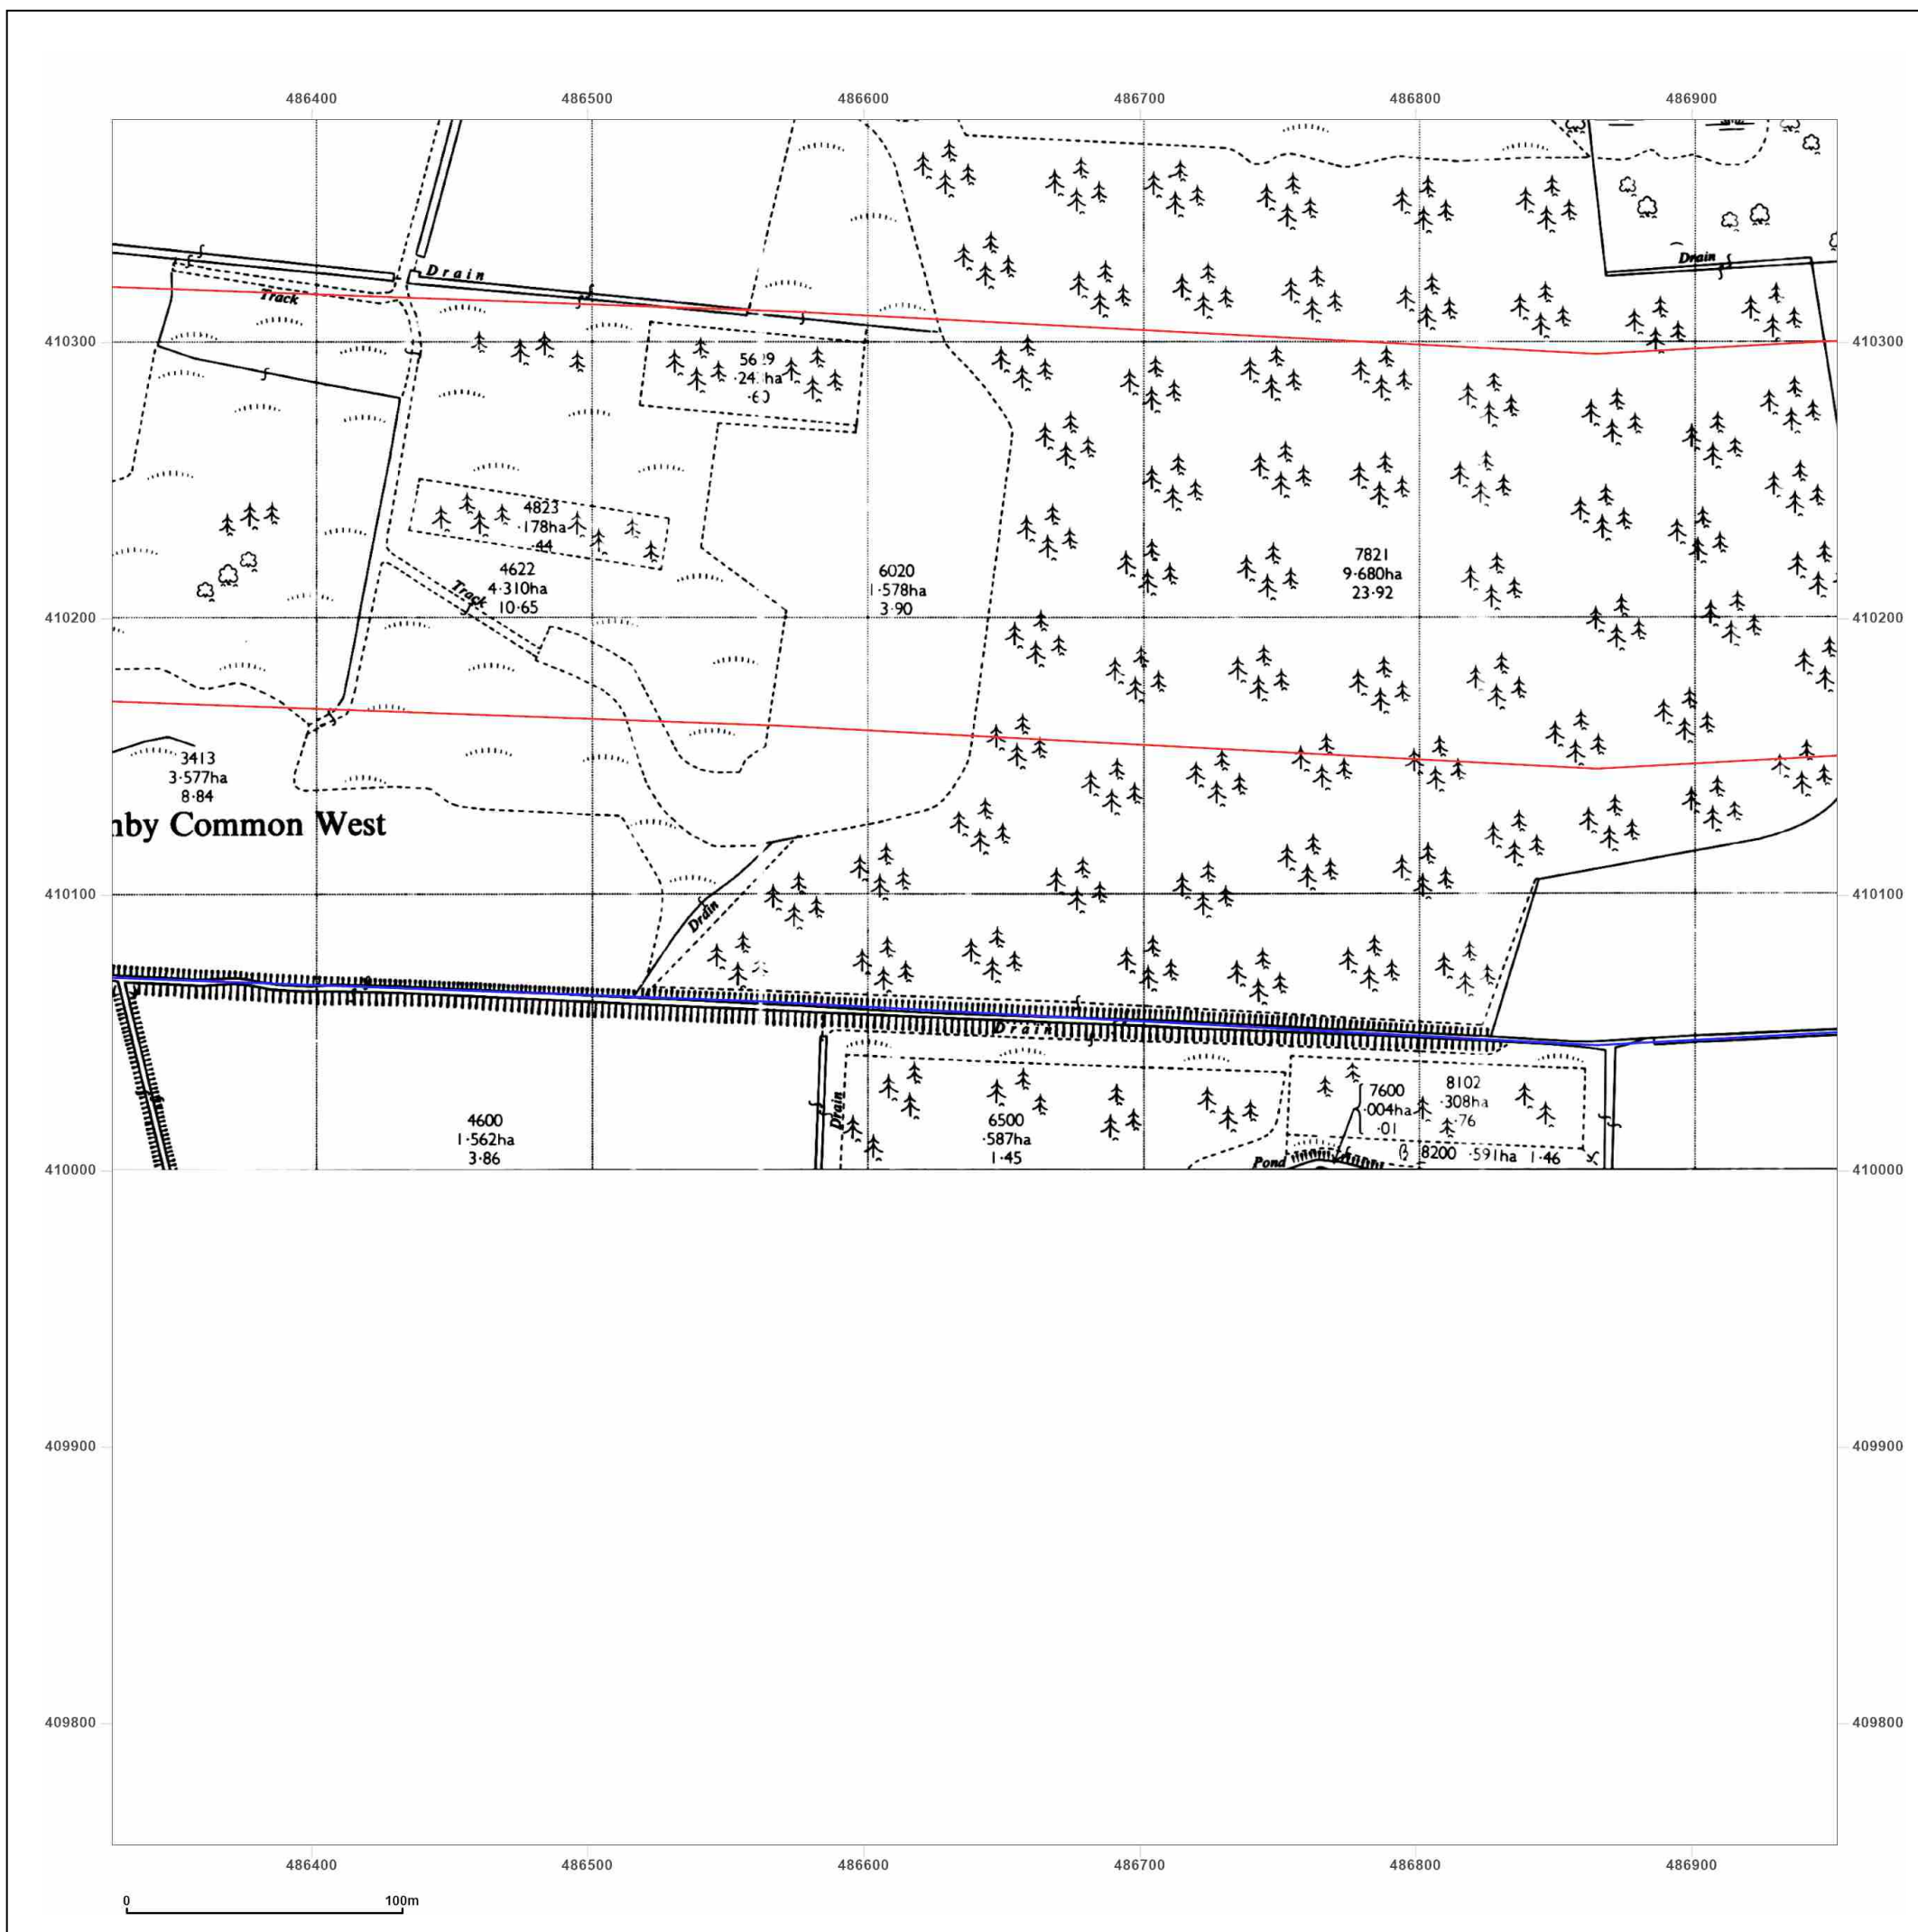 486400 486500 486600 486700 486800 486900
Drain
Drain
Track
410300 410300
·60
4823
·178ha
·44
7821
9·680ha
23·92
4622
4·310ha
10·65
Track
6020
1·578ha
3·90
410200 410200
3413
3·577ha
8·84
nby Common West
410100 410100
Drain
Drain
Drain
7600
·004ha
·01
8102
·308ha
·76
4600
1·562ha
3·86
6500
·587ha
1·45
8200 ·591ha 1·46
Pond
410000 410000
409900 409900
409800 409800
486400 486500 486600 486700 486800 486900
0 100m